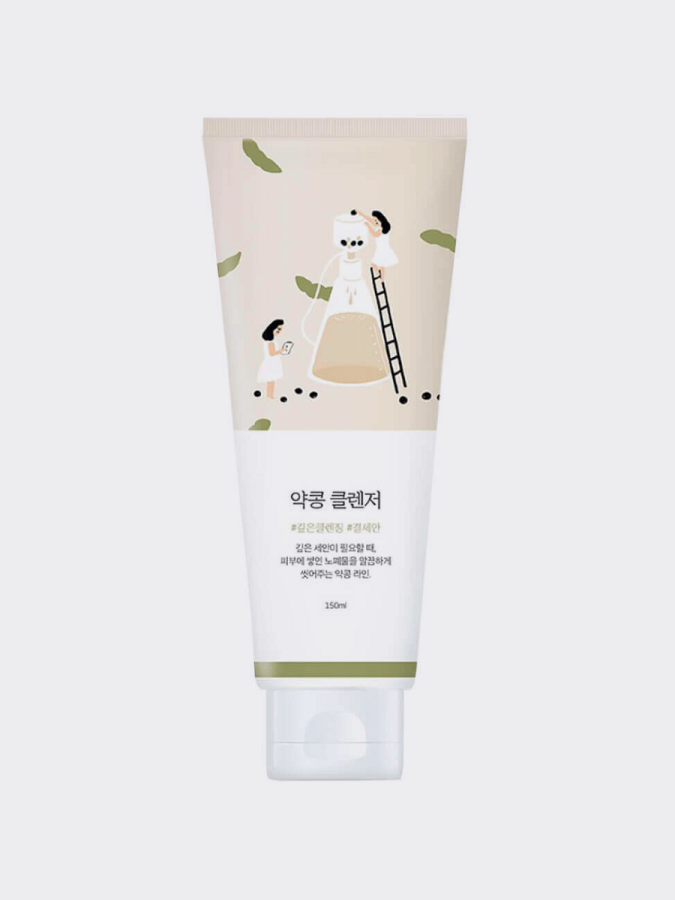 약콩 클렌저
#깊은클렌징 #결세안
깊은 세안이 필요할 때,
피부에 쌓인 노폐물을 말끔하게
씻어주는 약콩 라인.
150ml